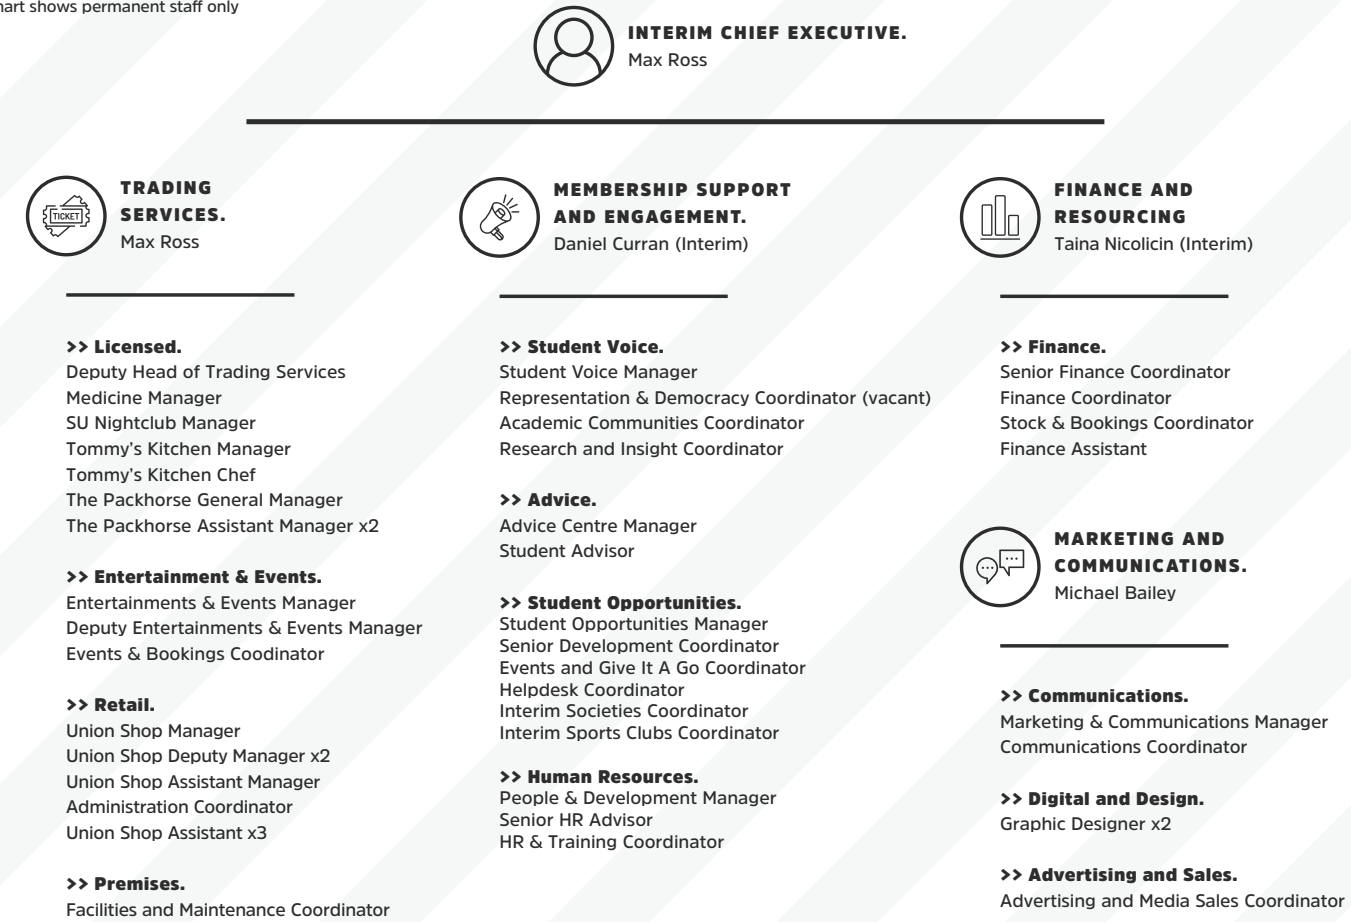 hart shows permanent staff only
INTERIM CHIEF EXECUTIVE.
Max Ross
TICKET
TRADING
SERVICES.
Max Ross
>> Licensed.
Deputy Head of Trading Services
Medicine Manager
SU Nightclub Manager
Tommy's Kitchen Manager
Tommy's Kitchen Chef
The Packhorse General Manager
The Packhorse Assistant Manager x2
>> Entertainment & Events.
Entertainments & Events Manager
Deputy Entertainments & Events Manager
Events & Bookings Coodinator
>> Retail.
Union Shop Manager
Union Shop Deputy Manager x2
Union Shop Assistant Manager
Administration Coordinator
Union Shop Assistant x3
>> Premises.
Facilities and Maintenance Coordinator
MEMBERSHIP SUPPORT
AND ENGAGEMENT.
Daniel Curran (Interim)
>> Student Voice.
Student Voice Manager
Representation & Democracy Coordinator (vacant)
Academic Communities Coordinator
Research and Insight Coordinator
>> Advice.
Advice Centre Manager
Student Advisor
>> Student Opportunities.
Student Opportunities Manager
Senior Development Coordinator
Events and Give It A Go Coordinator
Helpdesk Coordinator
Interim Societies Coordinator
Interim Sports Clubs Coordinator
>> Human Resources.
People & Development Manager
Senior HR Advisor
HR & Training Coordinator
FINANCE AND
RESOURCING
Taina Nicolicin (Interim)
>> Finance.
Senior Finance Coordinator
Finance Coordinator
Stock & Bookings Coordinator
Finance Assistant
MARKETING AND
COMMUNICATIONS.
Michael Bailey
>> Communications.
Marketing & Communications Manager
Communications Coordinator
>> Digital and Design.
Graphic Designer x2
>> Advertising and Sales.
Advertising and Media Sales Coordinator